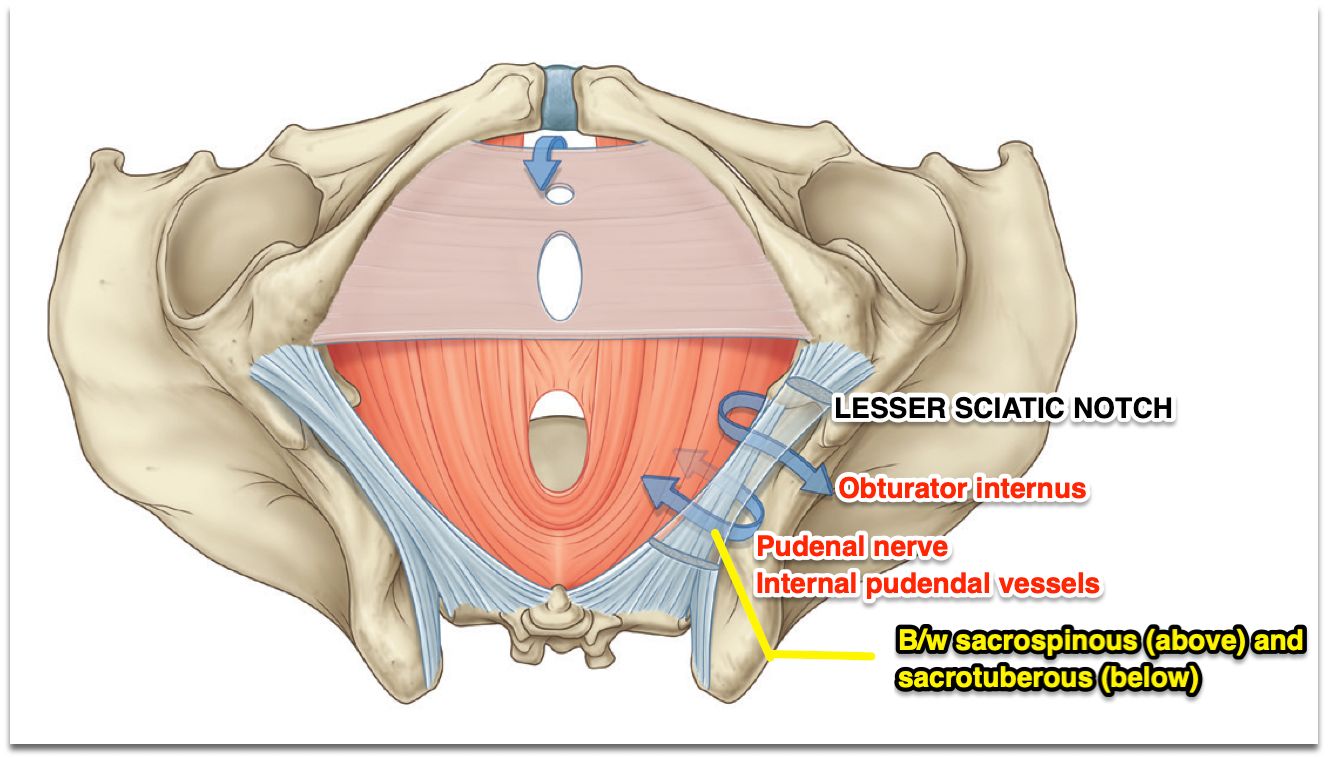 LESSER SCIATIC NOTCH
Obturator internus
Pudenal nerve
Internal pudendal vessels
B/w sacrospinous (above) and
sacrotuberous (below)